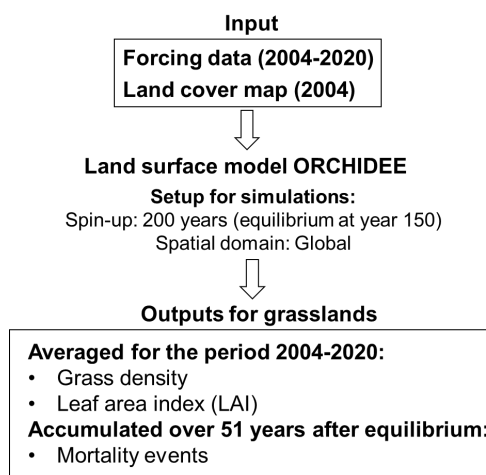 Input
Forcing data (2004-2020)
Land cover map (2004)
Land surface model ORCHIDEE
Setup for simulations:
Spin-up: 200 years (equilibrium at year 150)
Spatial domain: Global
Outputs for grasslands
Averaged for the period 2004-2020:
• Grass density
• Leaf area index (LAI)
Accumulated over 51 years after equilibrium:
• Mortality events